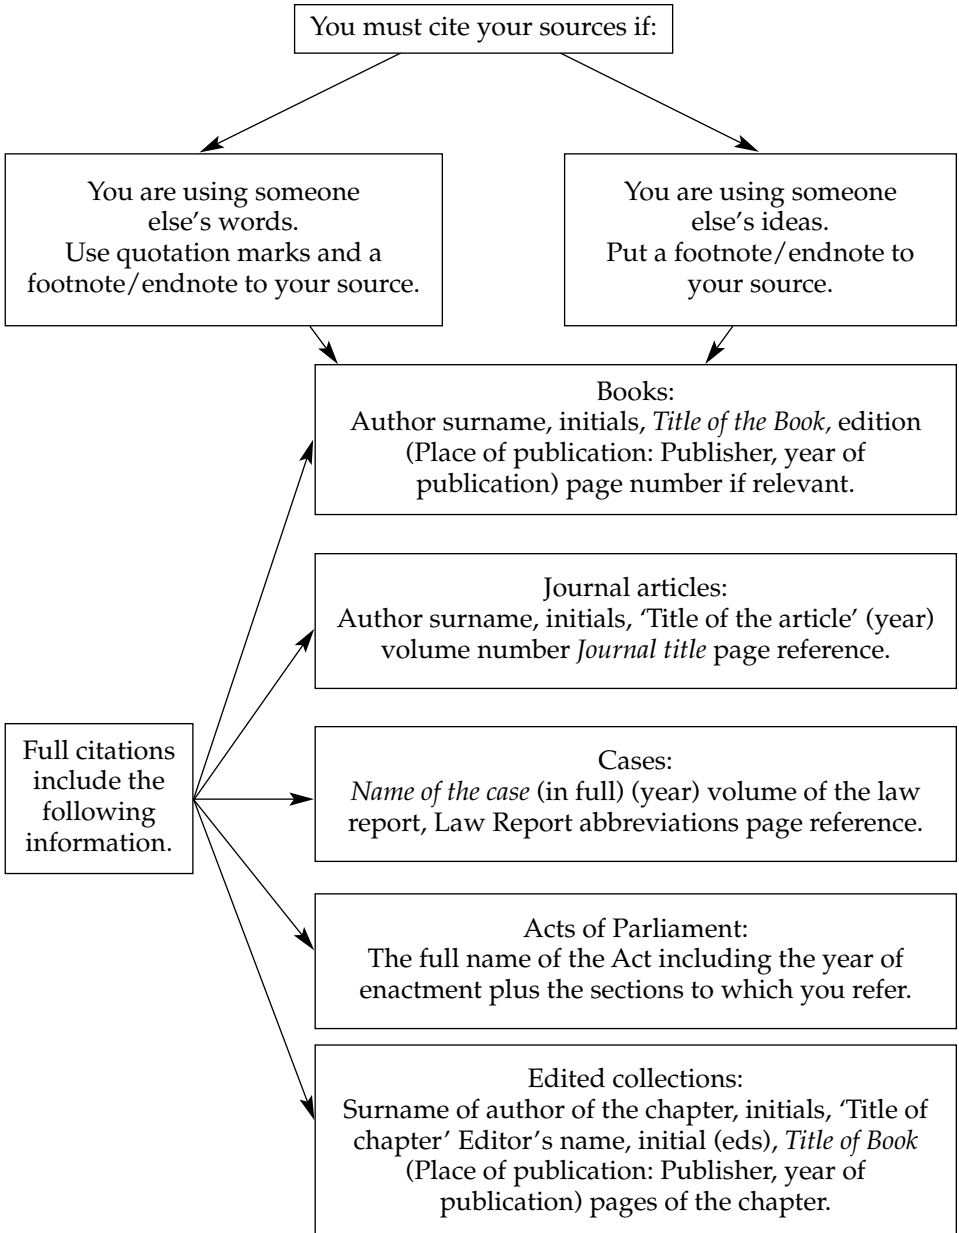 You must cite your sources if:
You are using someone
else’s words.
Use quotation marks and a
footnote/endnote to your source.
You are using someone
else’s ideas.
Put a footnote/endnote to
your source.
Books:
Author surname, initials, Title of the Book, edition
(Place of publication: Publisher, year of
publication) page number if relevant.
Journal articles:
Author surname, initials, ‘Title of the article’ (year)
volume number Journal title page reference.
Full citations
include the
following
information.
Cases:
Name of the case (in full) (year) volume of the law
report, Law Report abbreviations page reference.
Acts of Parliament:
The full name of the Act including the year of
enactment plus the sections to which you refer.
Edited collections:
Surname of author of the chapter, initials, ‘Title of
chapter’ Editor’s name, initial (eds), Title of Book
(Place of publication: Publisher, year of
publication) pages of the chapter.